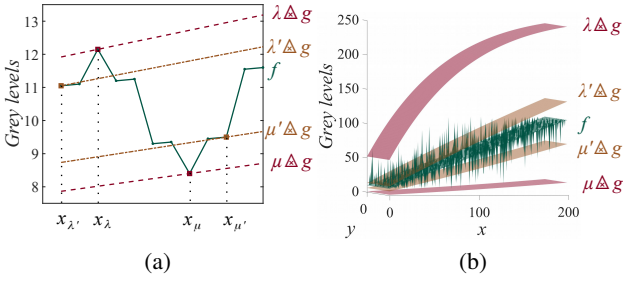 13
12
11
10
9
8
Grey levels
λ△×g
λ'△×g
f
μ'△×g
μ△×g
x_λ' x_λ x_μ x_μ'
(a)
250
200
150
100
50
0
Grey levels
λ△×g
λ'△×g
f
μ'△×g
μ△×g
20 0 100 200
y x
(b)